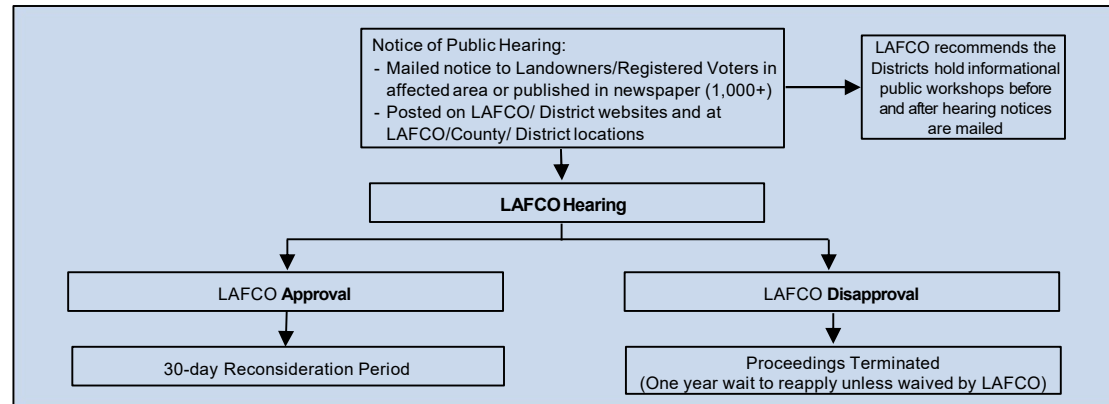 Notice of Public Hearing:
- Mailed notice to Landowners/Registered Voters in
affected area or published in newspaper (1,000+)
- Posted on LAFCO/ District websites and at
LAFCO/County/ District locations
LAFCO recommends the
Districts hold informational
public workshops before
and after hearing notices
are mailed
LAFCO Hearing
LAFCO Approval
LAFCO Disapproval
30-day Reconsideration Period
Proceedings Terminated
(One year wait to reapply unless waived by LAFCO)